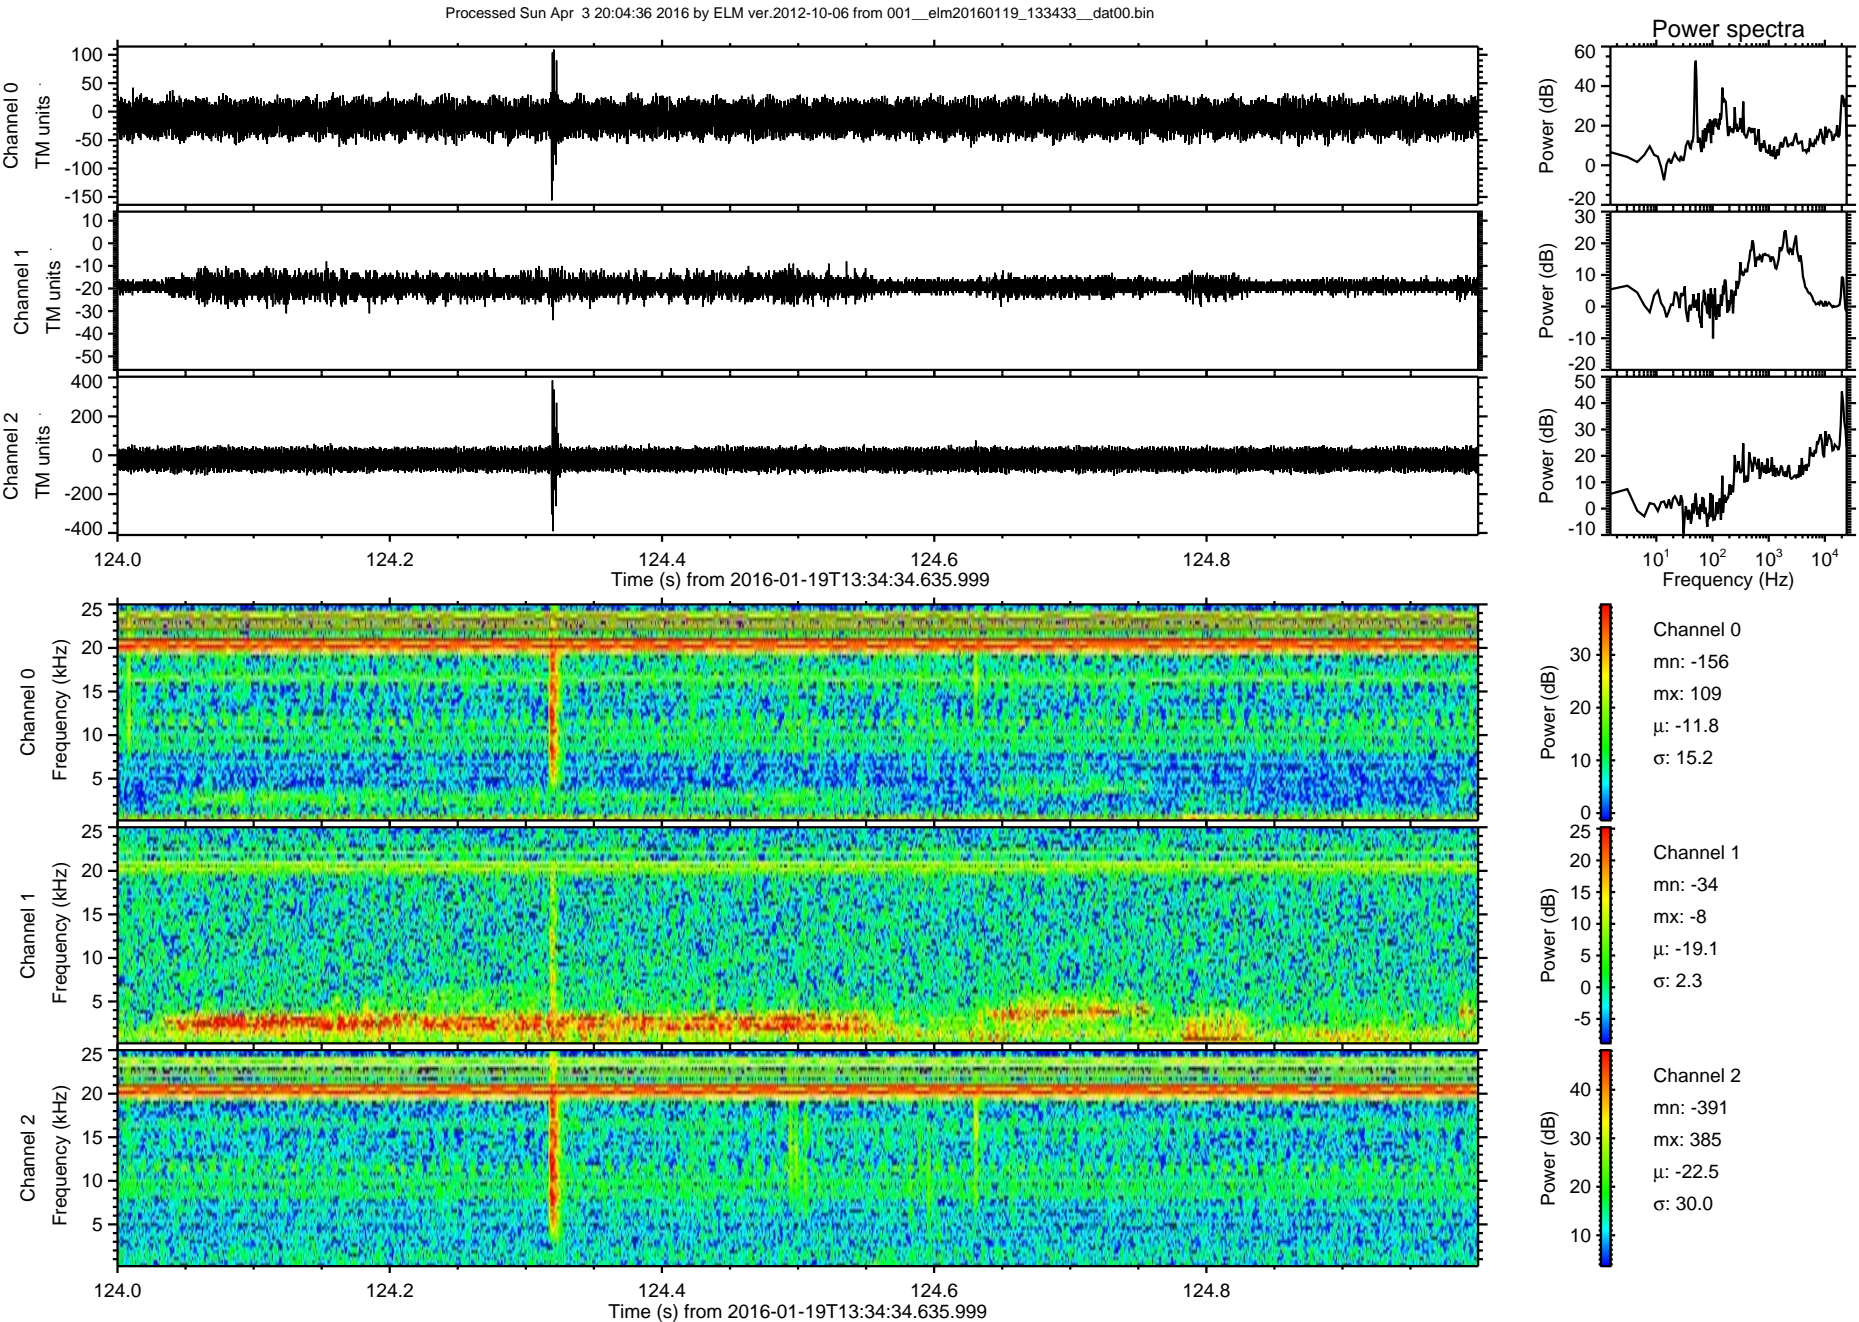 Processed Sun Apr  3 20:04:36 2016 by ELM ver.2012-10-06 from 001__elm20160119_133433__dat00.bin
Power spectra
Channel 0
TM units
100
50
0
-50
-100
-150
Power (dB)
60
40
20
0
-20
Channel 1
TM units
10
0
-10
-20
-30
-40
-50
Power (dB)
30
20
10
0
-10
-20
Channel 2
TM units
400
200
0
-200
-400
Power (dB)
50
40
30
20
10
0
-10
124.0 124.2 124.4 124.6 124.8
Time (s) from 2016-01-19T13:34:34.635.999
10¹ 10² 10³ 10⁴
Frequency (Hz)
Channel 0
Frequency (kHz)
25
20
15
10
5
Power (dB)
30
20
10
0
Channel 0
mn: -156
mx: 109
μ: -11.8
σ: 15.2
Channel 1
Frequency (kHz)
25
20
15
10
5
Power (dB)
25
20
15
10
5
0
-5
Channel 1
mn: -34
mx: -8
μ: -19.1
σ: 2.3
Channel 2
Frequency (kHz)
25
20
15
10
5
Power (dB)
40
30
20
10
Channel 2
mn: -391
mx: 385
μ: -22.5
σ: 30.0
124.0 124.2 124.4 124.6 124.8
Time (s) from 2016-01-19T13:34:34.635.999